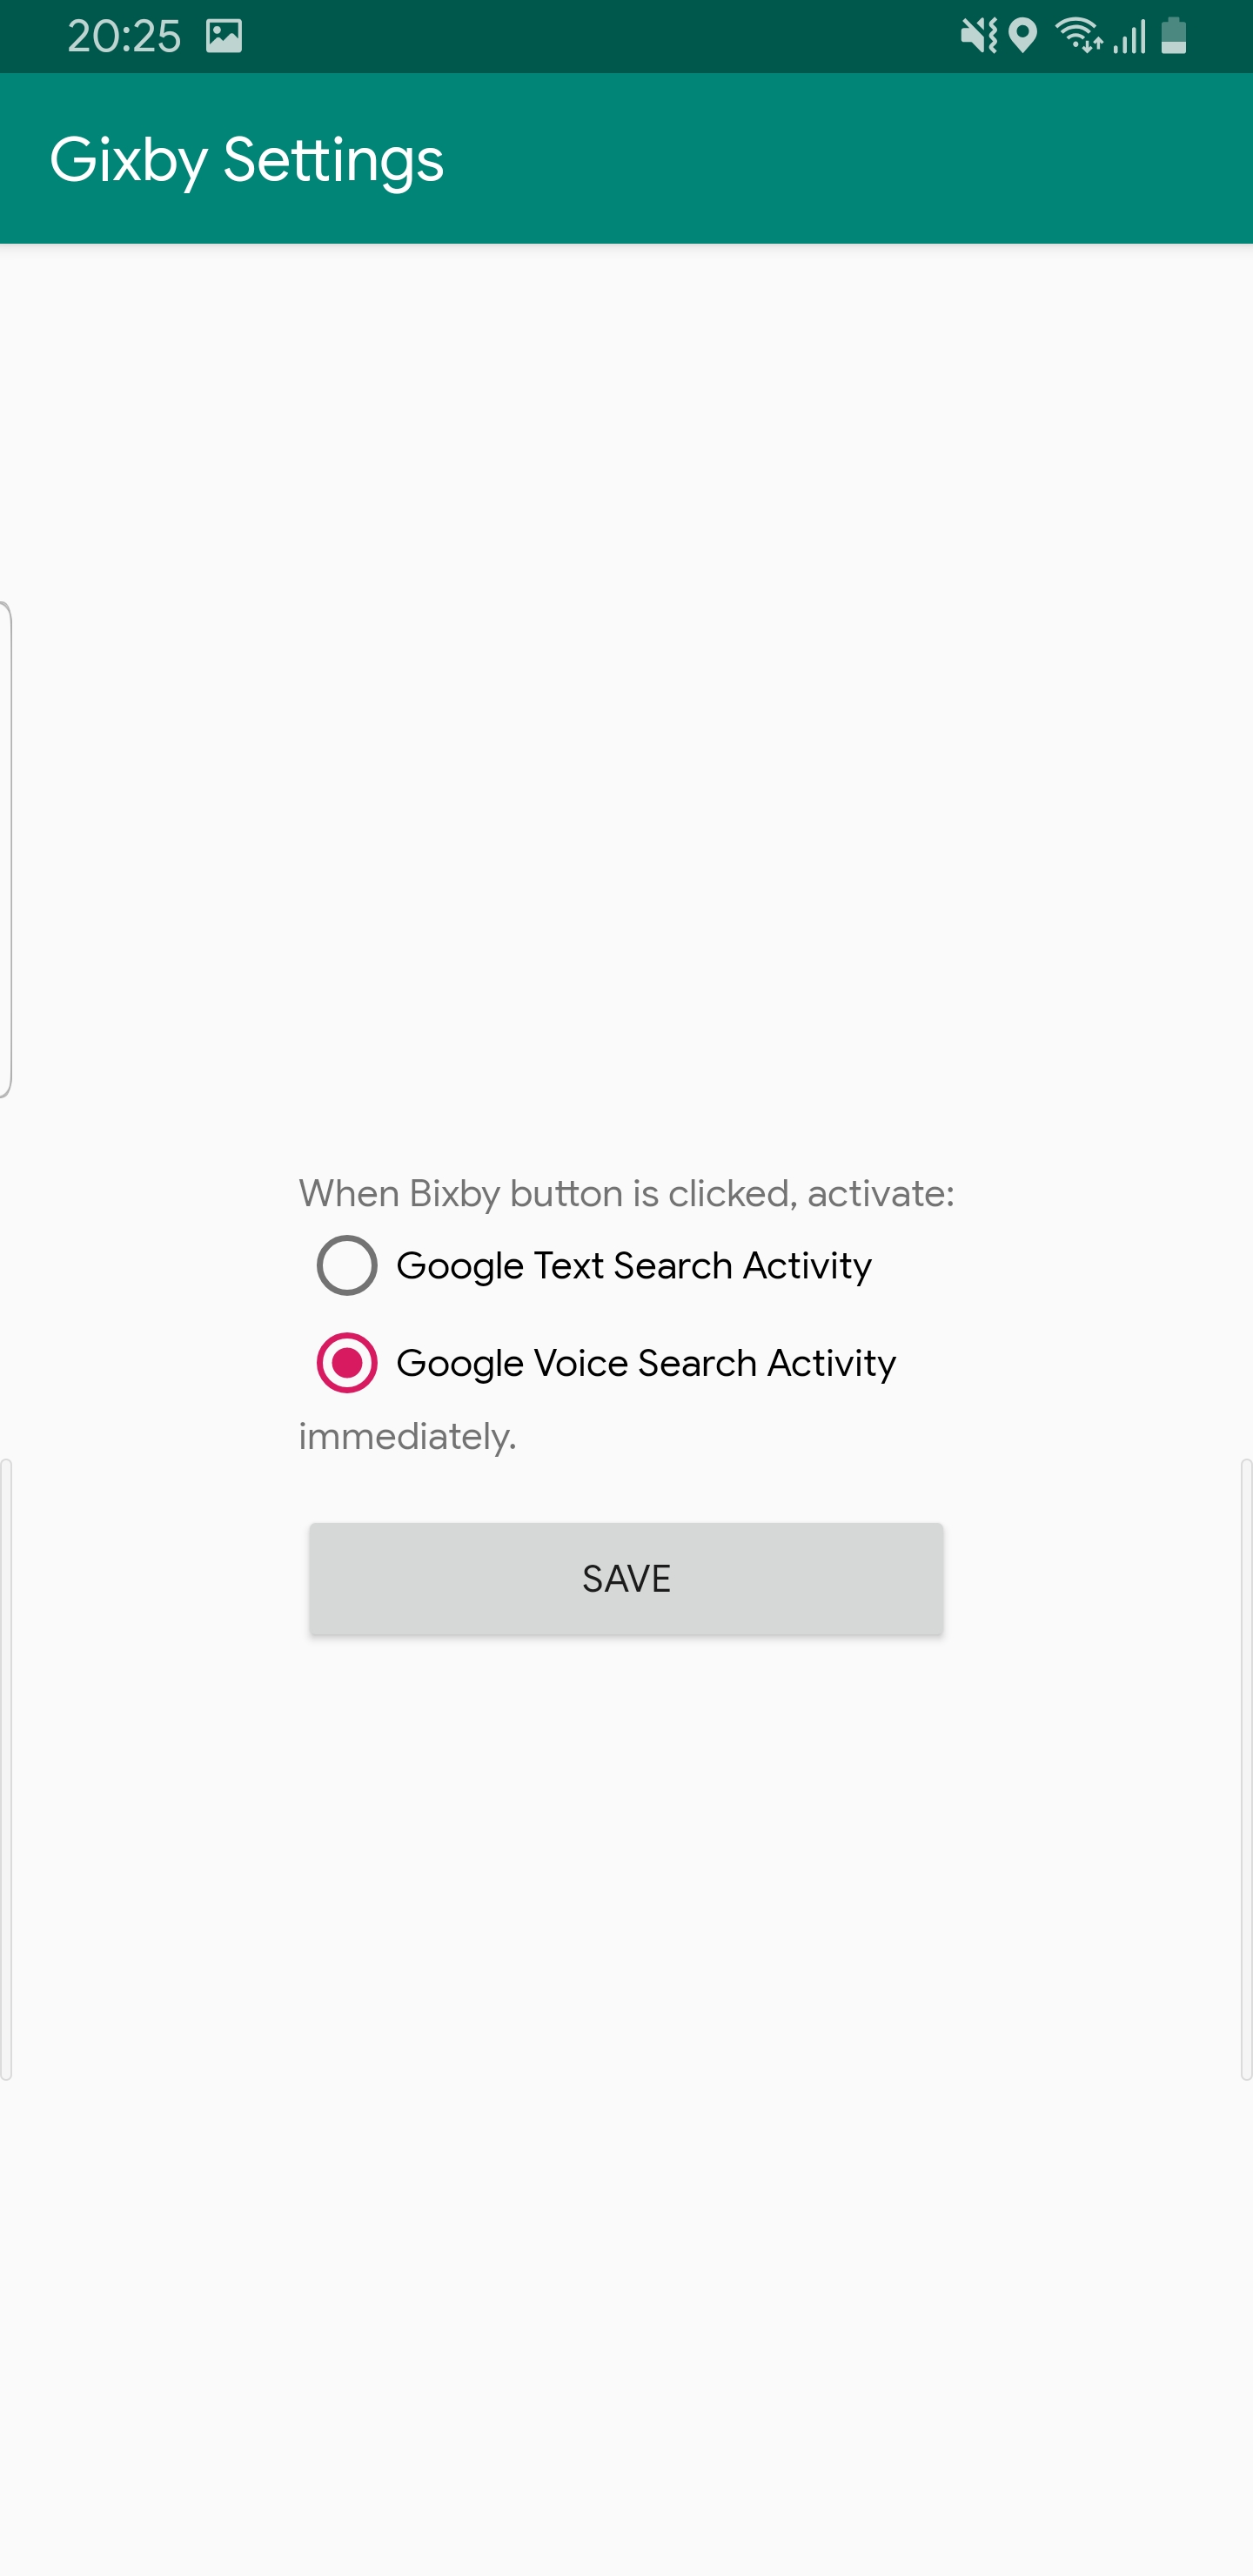 20:25
Gixby Settings
When Bixby button is clicked, activate:
Google Text Search Activity
Google Voice Search Activity
immediately.
SAVE